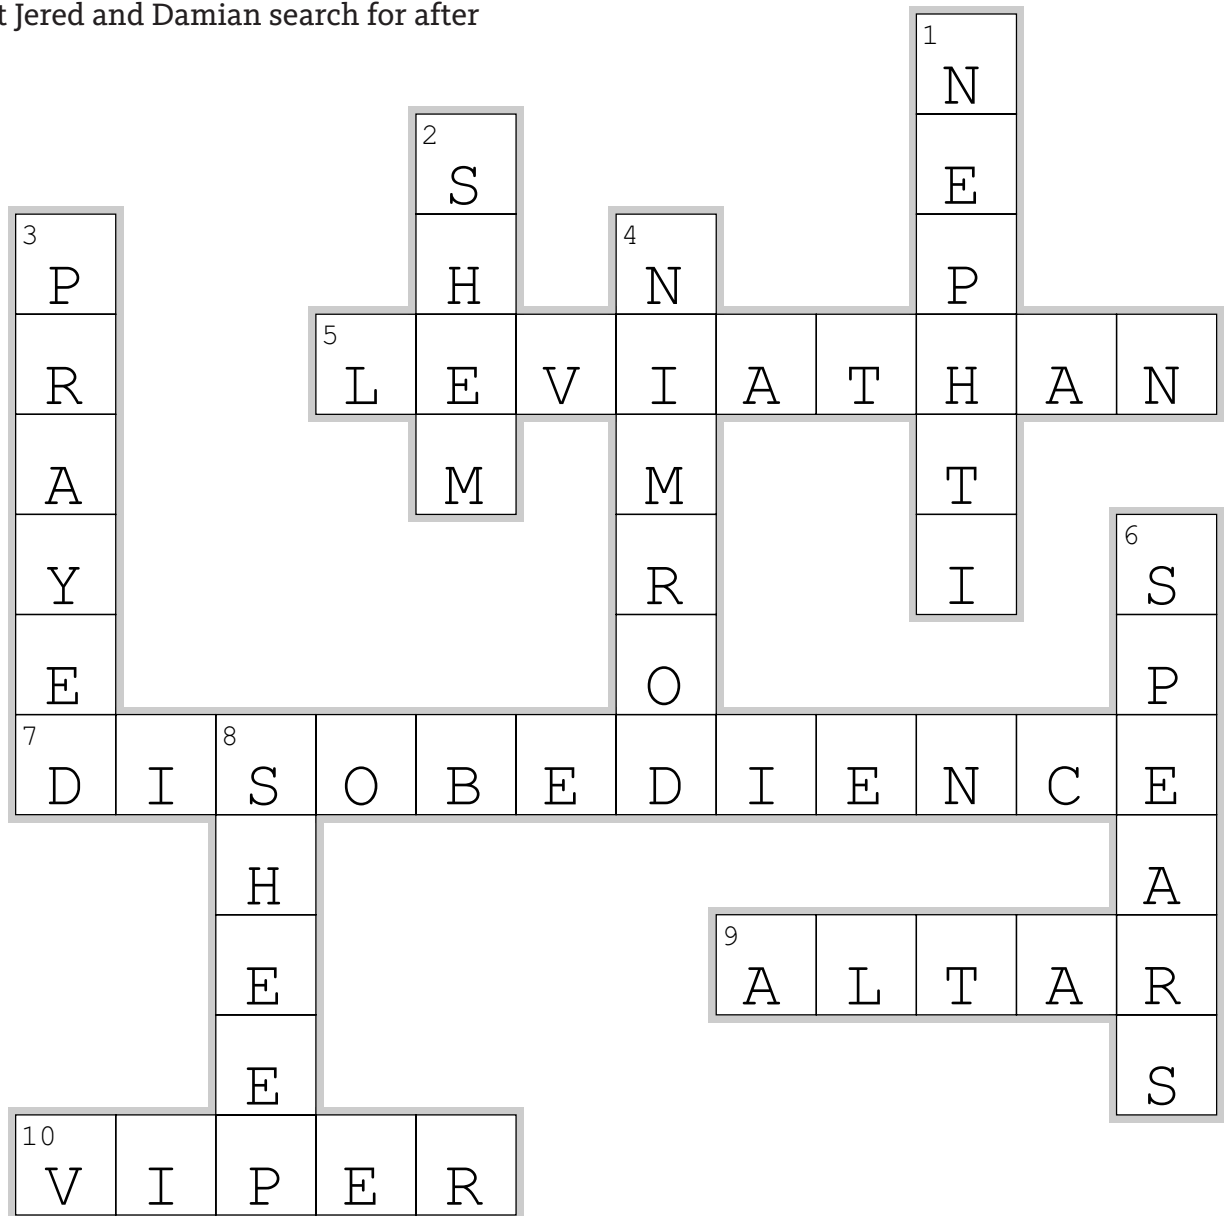 t Jered and Damian search for after
1
N
2
S E
3 4
P H N P
5
R L E V I A T H A N
A M M T
6
Y R I S
E O P
7 8
D I S O B E D I E N C E
H A
9
E A L T A R
E S
10
V I P E R